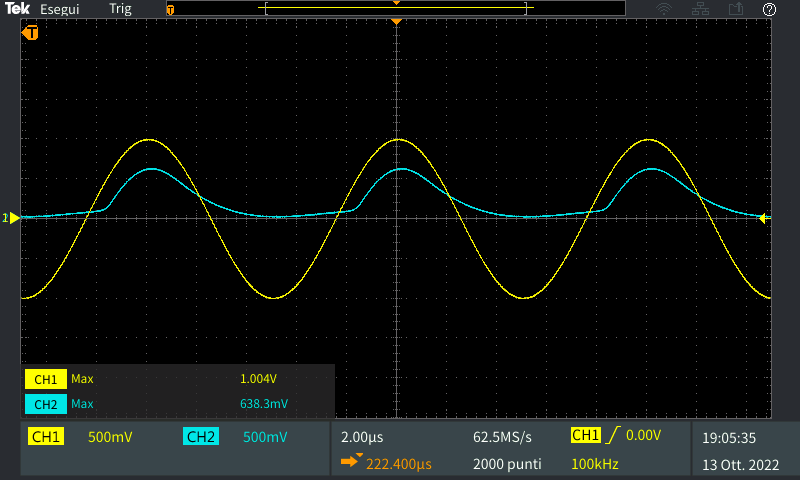 Tek Esegui Trig T ?
T
1
CH1 Max 1.004V
CH2 Max 638.3mV
CH1 500mV CH2 500mV 2.00µs 62.5MS/s CH1 0.00V 19:05:35
222.400µs 2000 punti 100kHz 13 Ott. 2022